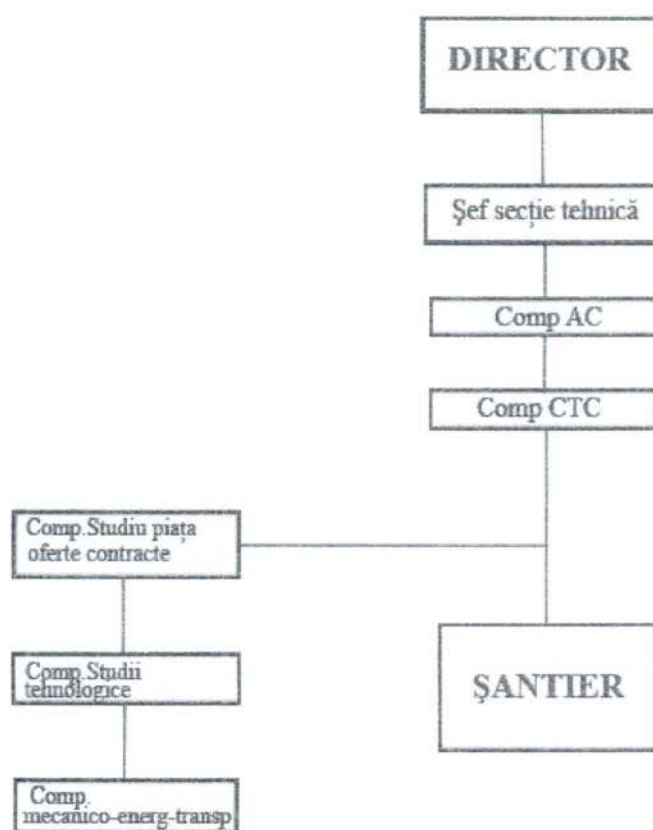 DIRECTOR
Şef secție tehnică
Comp AC
Comp CTC
Comp.Studiu piața
oferte contracte
Comp.Studii
tehnologice
ŞANTIER
Comp.
mecanico-energ-transp